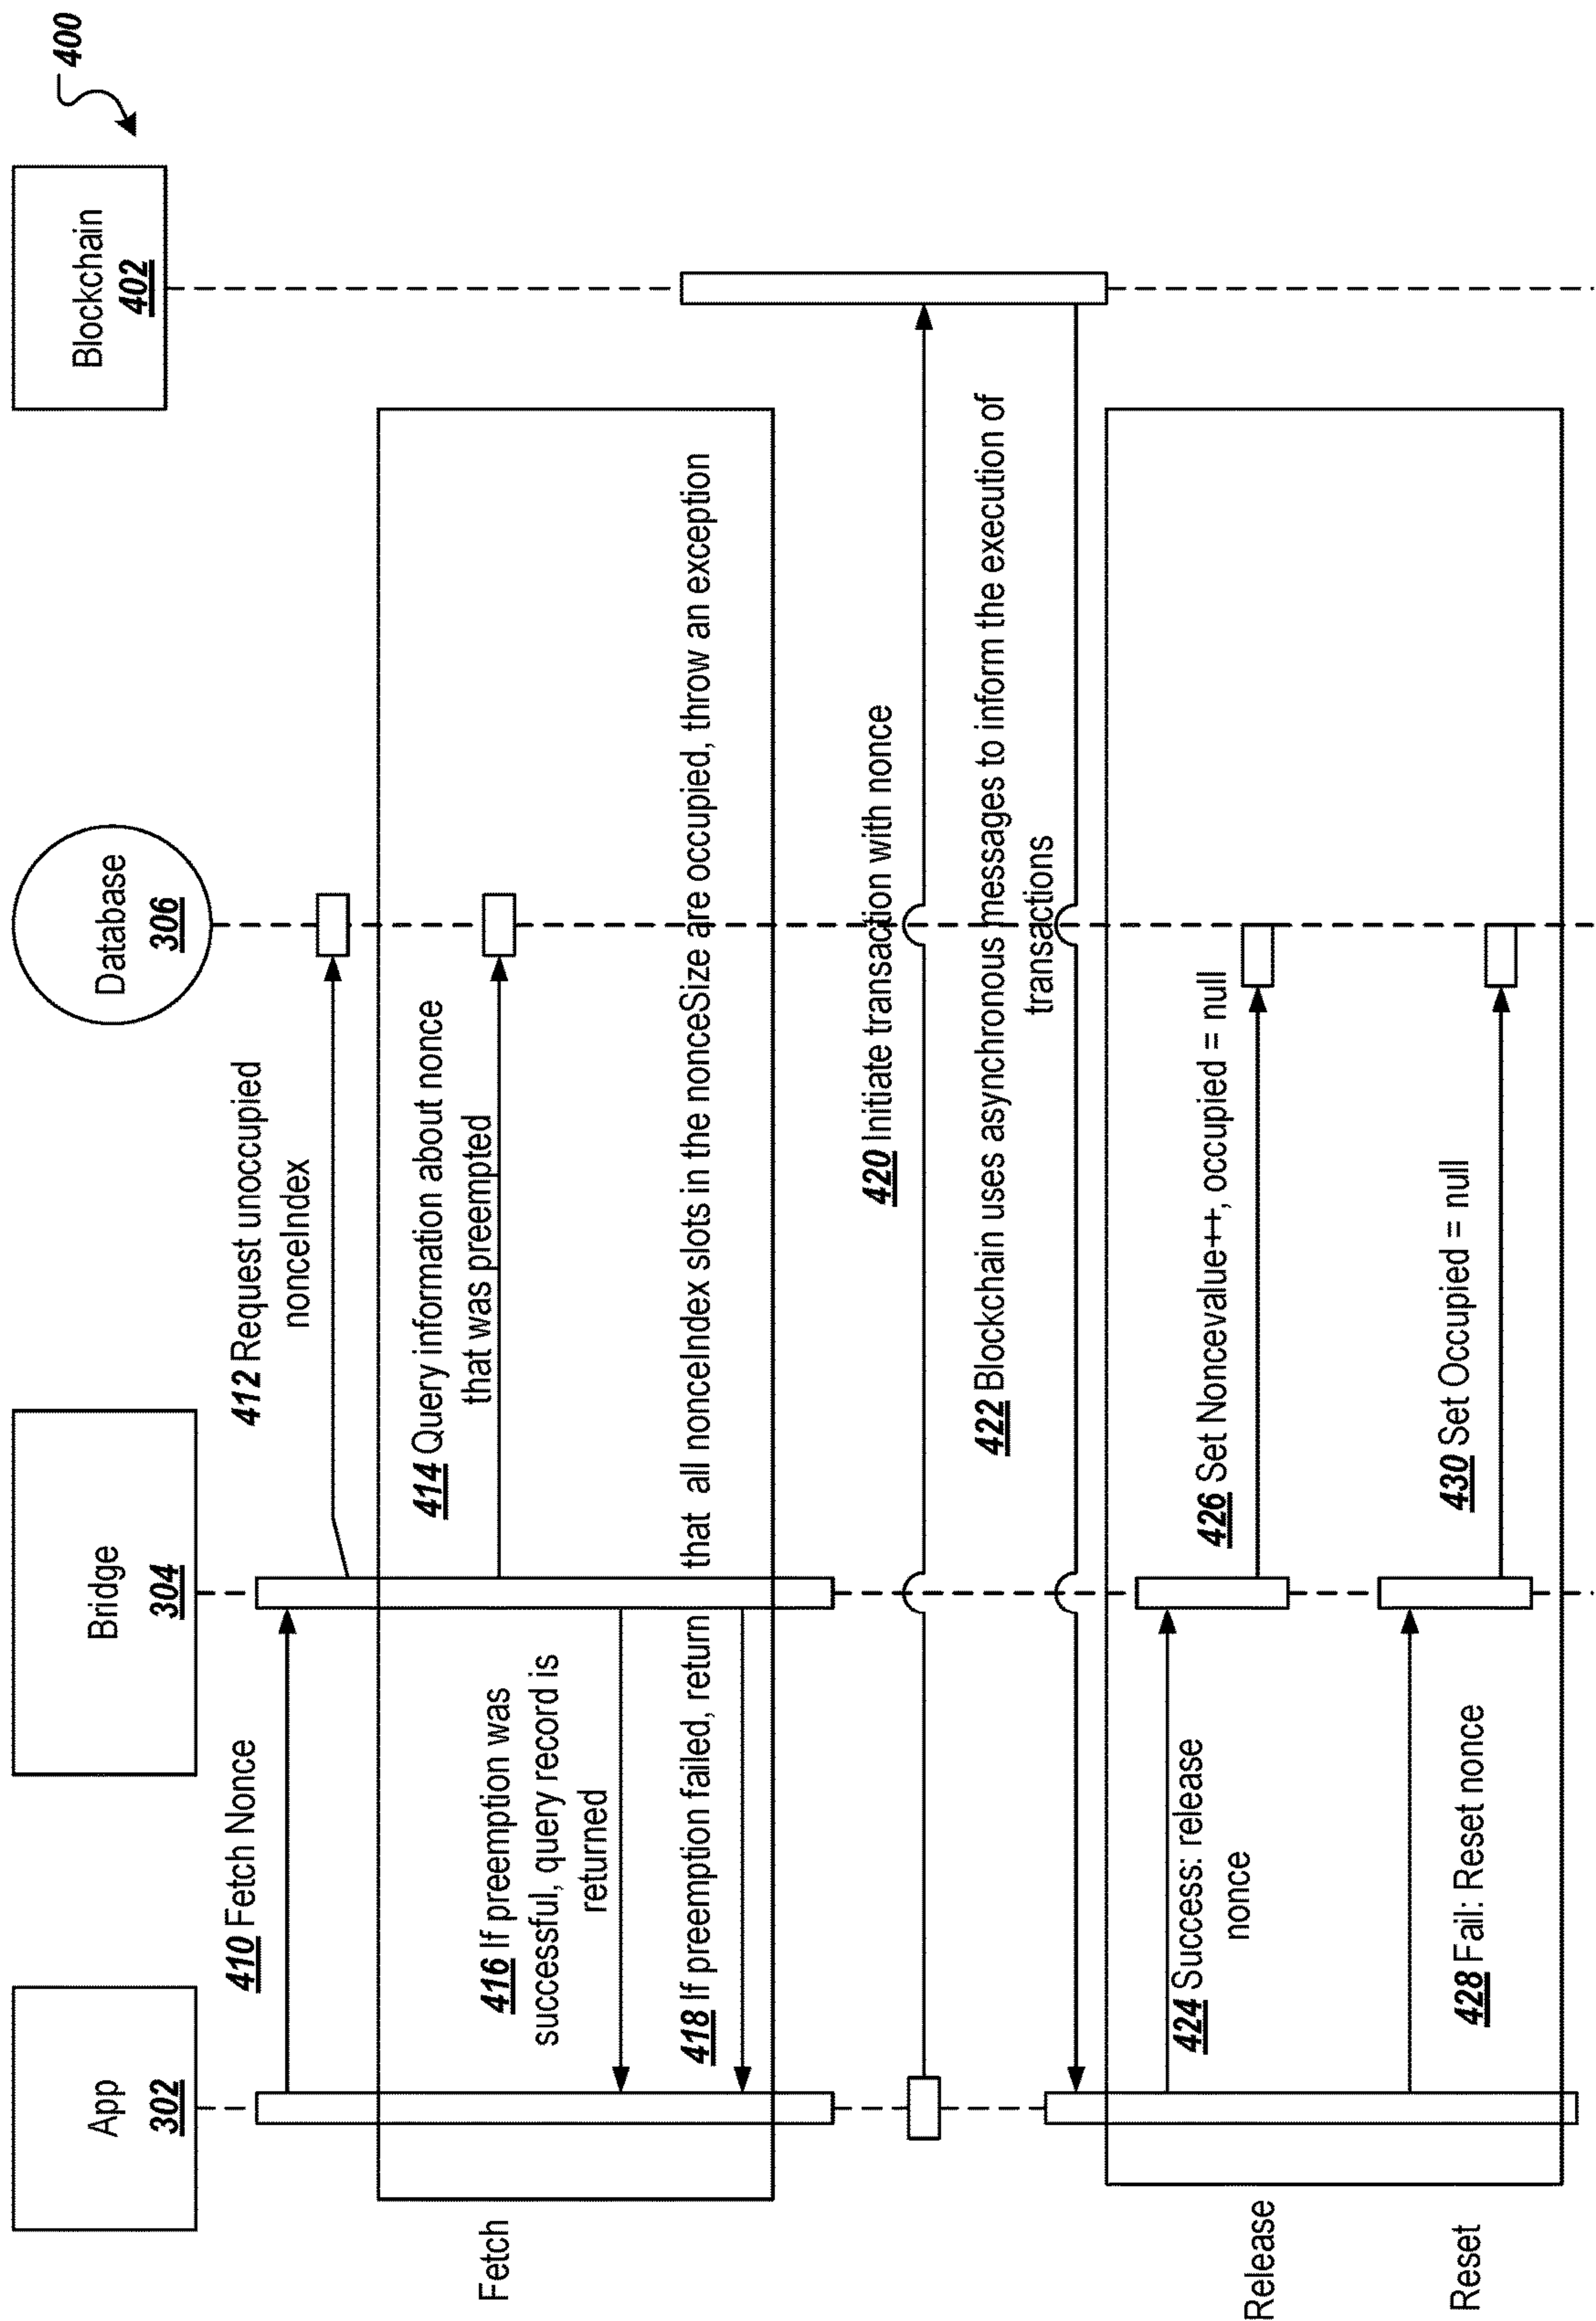 400
App
302
Bridge
304
Database
306
Blockchain
402
410 Fetch Nonce
412 Request unoccupied
nonceIndex
Fetch
414 Query information about nonce
that was preempted
416 If preemption was
successful, query record is
returned
418 If preemption failed, return that all nonceIndex slots in the nonceSize are occupied, throw an exception
420 Initiate transaction with nonce
422 Blockchain uses asynchronous messages to inform the execution of
transactions
Release
424 Success: release
nonce
426 Set Noncevalue++, occupied = null
Reset
428 Fail: Reset nonce
430 Set Occupied = null